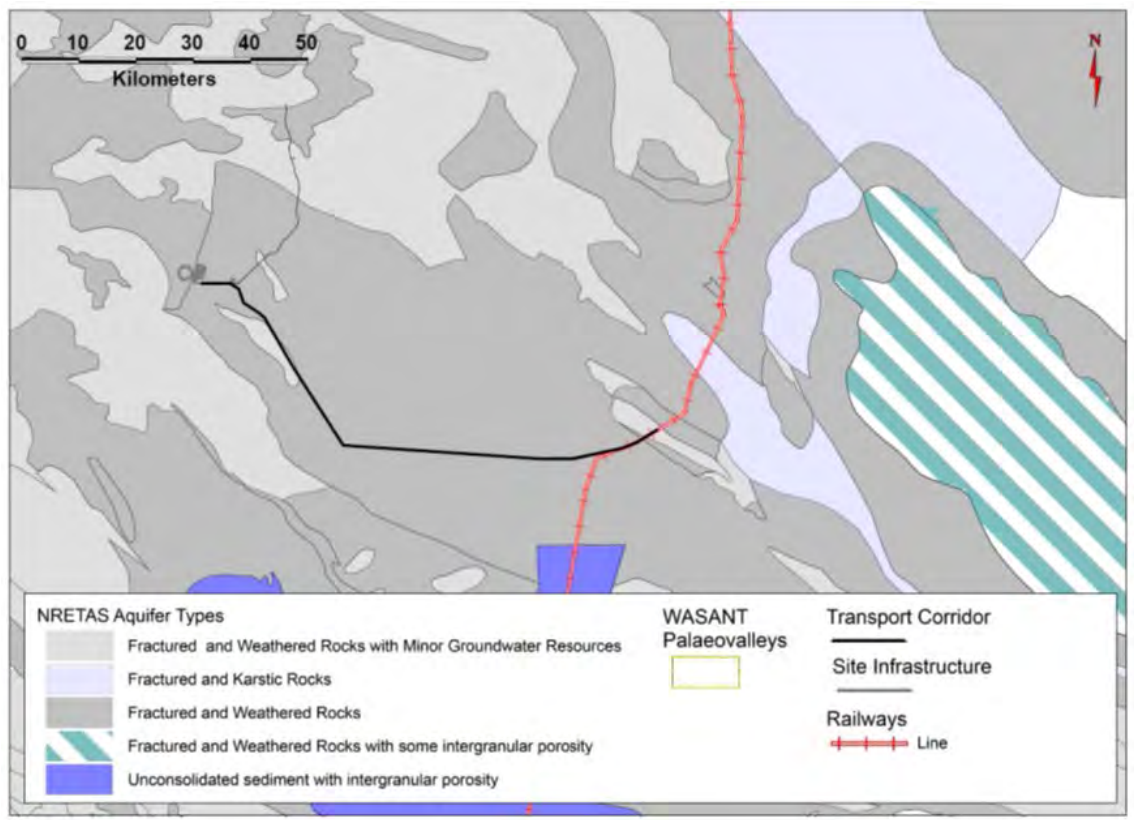 0 10 20 30 40 50
Kilometers
N
NRETAS Aquifer Types
Fractured and Weathered Rocks with Minor Groundwater Resources
Fractured and Karstic Rocks
Fractured and Weathered Rocks
Fractured and Weathered Rocks with some intergranular porosity
Unconsolidated sediment with intergranular porosity
WASANT
Palaeovalleys
Transport Corridor
Site Infrastructure
Railways
Line